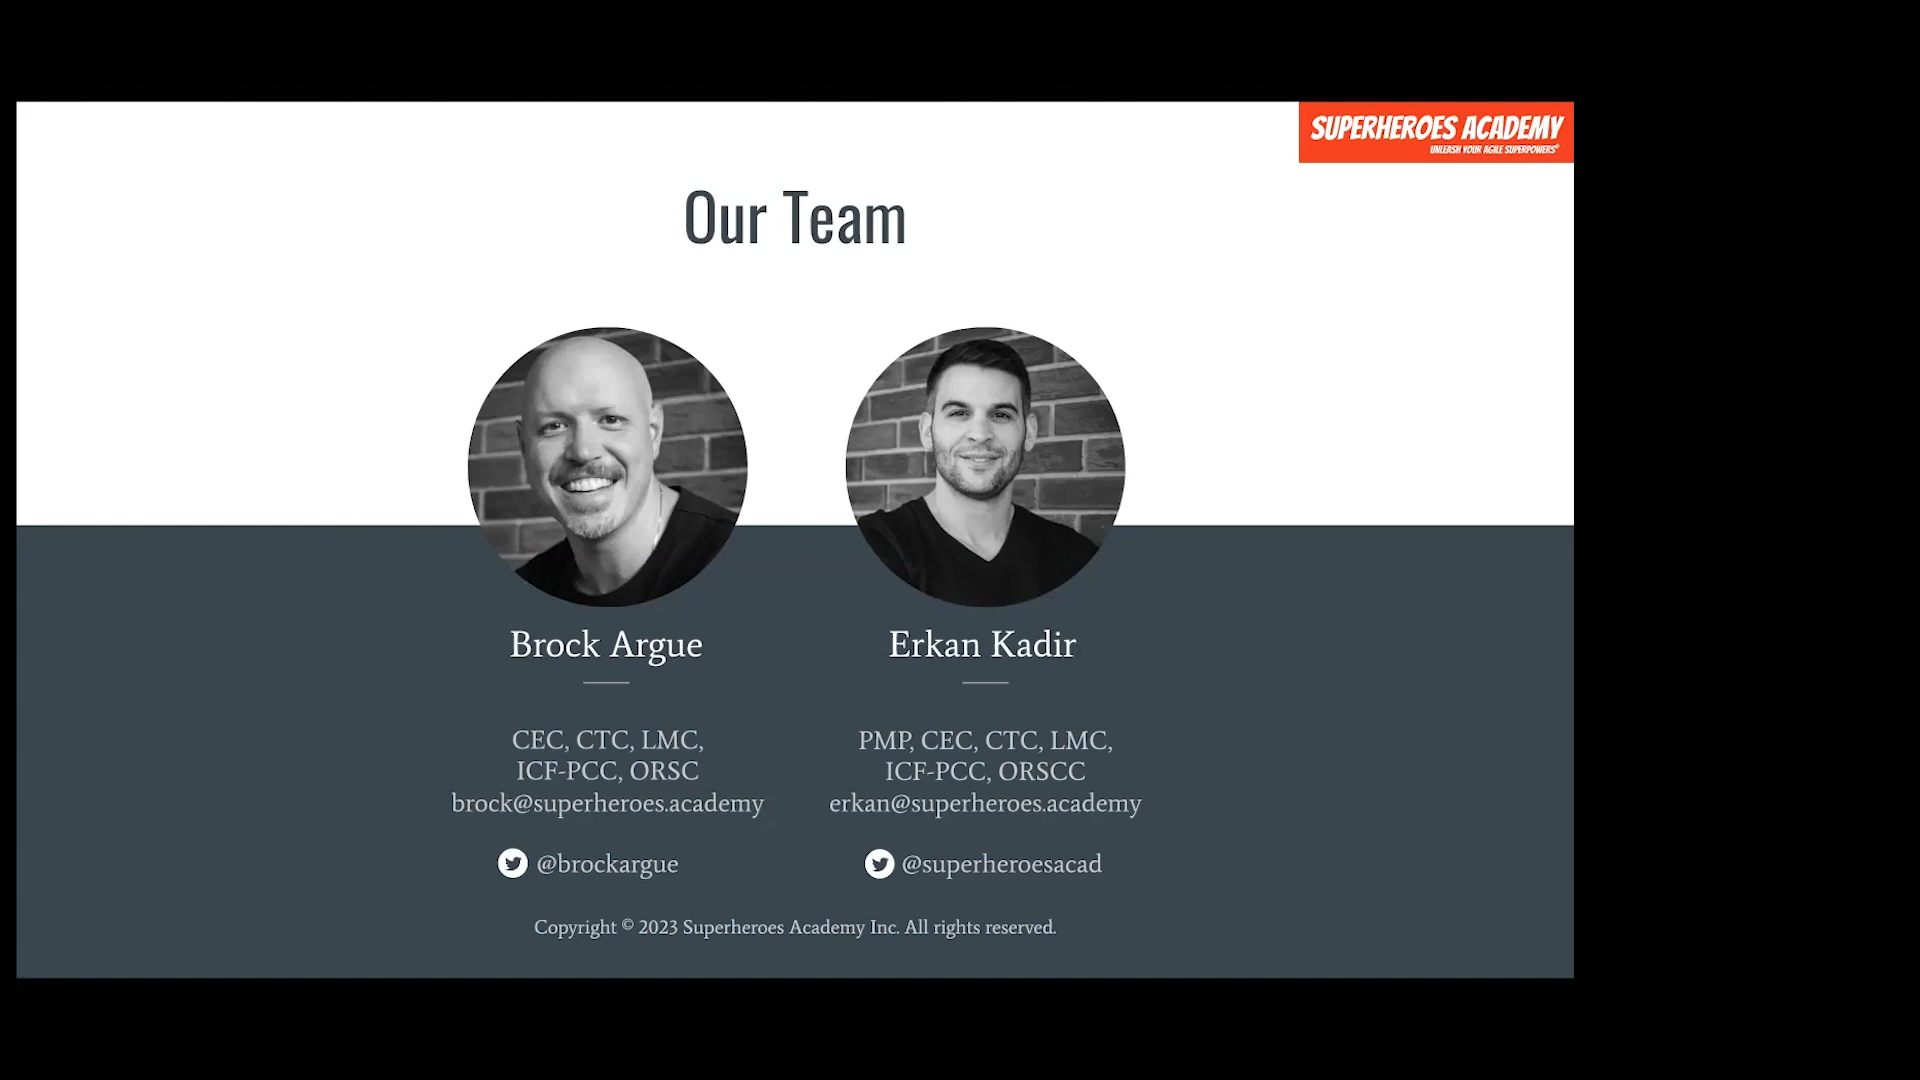 SUPERHEROES ACADEMY
UNLEASH YOUR AGILE SUPERPOWERS®
Our Team
Brock Argue
CEC, CTC, LMC,
ICF-PCC, ORSC
brock@superheroes.academy
@brockargue
Erkan Kadir
PMP, CEC, CTC, LMC,
ICF-PCC, ORSCC
erkan@superheroes.academy
@superheroesacad
Copyright © 2023 Superheroes Academy Inc. All rights reserved.